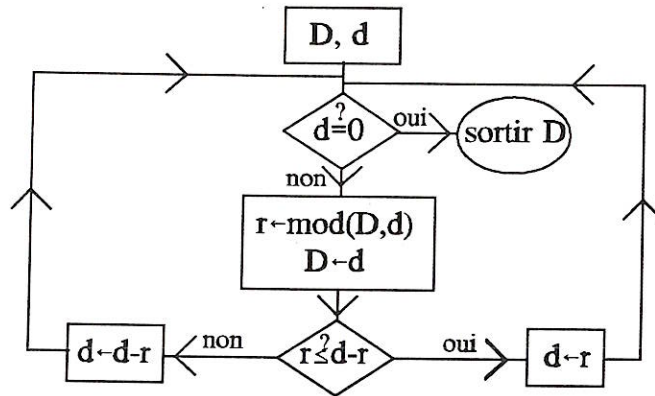 D, d
?
d=0
oui
sortir D
non
r←mod(D,d)
D←d
d←d-r
non
?
r≤d-r
oui
d←r